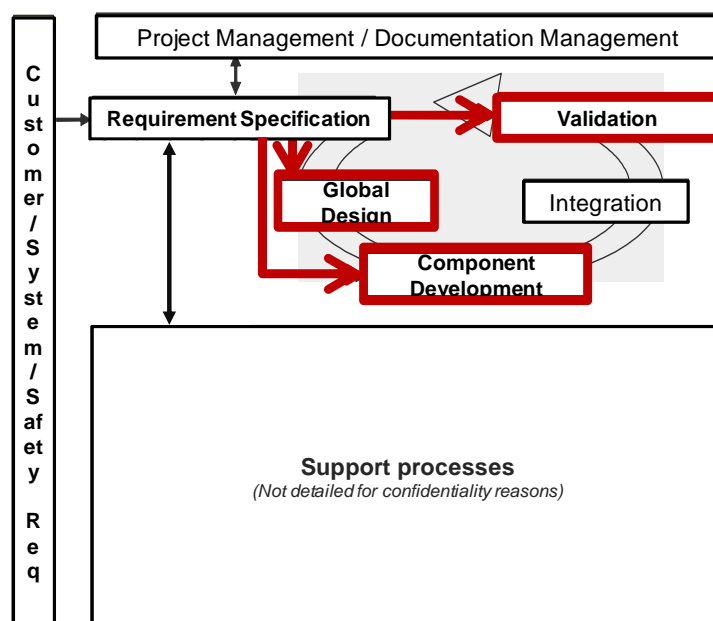 Project Management / Documentation Management
C
u
st
o
m
er
/
S
y
st
e
m
/
S
af
et
y
R
e
q
Requirement Specification
Validation
Global
Design
Integration
Component
Development
Support processes
(Not detailed for confidentiality reasons)